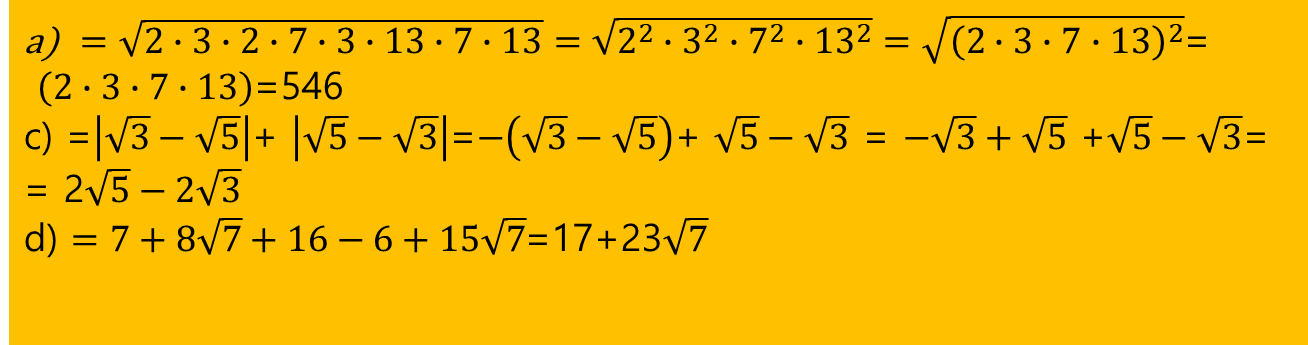 a) = √(2 · 3 · 2 · 7 · 3 · 13 · 7 · 13) = √(2² · 3² · 7² · 13²) = √((2 · 3 · 7 · 13)²)=
(2 · 3 · 7 · 13)=546
c) =|√3 − √5|+ |√5 − √3|=−(√3 − √5)+ √5 − √3 = −√3 + √5 +√5 − √3=
= 2√5 − 2√3
d) = 7 + 8√7 + 16 − 6 + 15√7=17+23√7